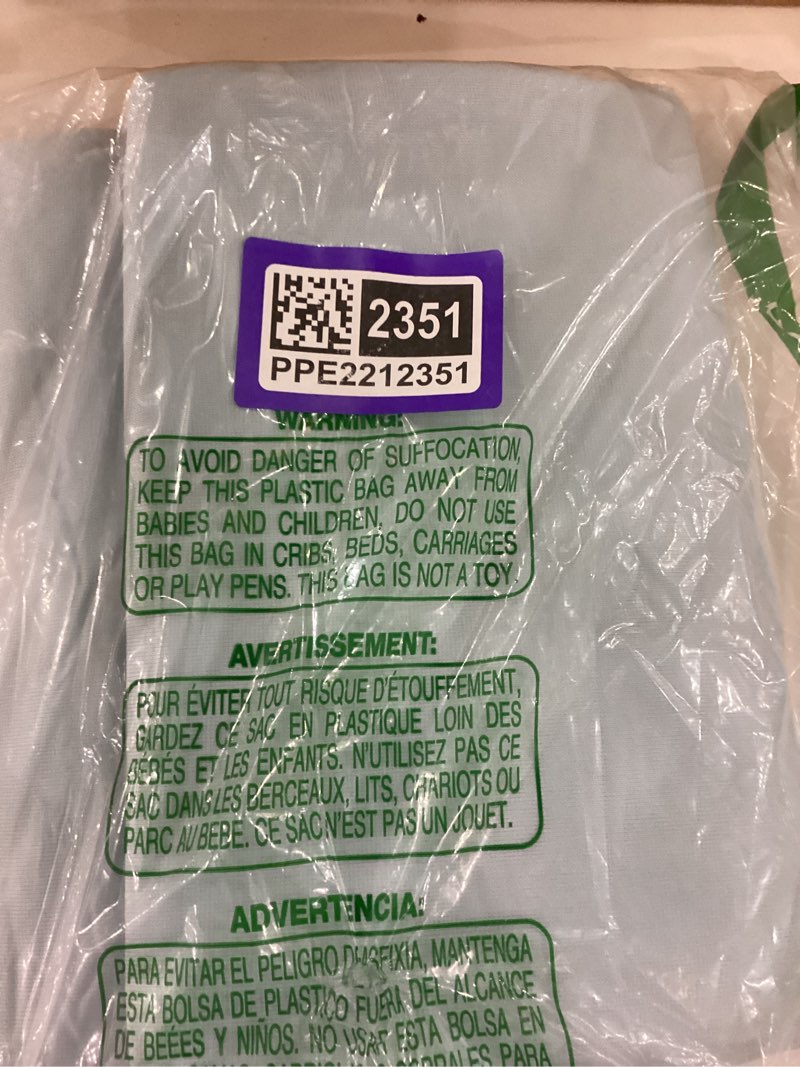 2351
PPE2212351
WARNING:
TO AVOID DANGER OF SUFFOCATION,
KEEP THIS PLASTIC BAG AWAY FROM
BABIES AND CHILDREN, DO NOT USE
THIS BAG IN CRIBS, BEDS, CARRIAGES
OR PLAY PENS. THIS BAG IS NOT A TOY.
AVERTISSEMENT:
POUR ÉVITER TOUT RISQUE D'ÉTOUFFEMENT,
GARDEZ CE SAC EN PLASTIQUE LOIN DES
BÉBÉS ET LES ENFANTS. N'UTILISEZ PAS CE
SAC DANS LES BERCEAUX, LITS, CHARIOTS OU
PARC AU BEBE. CE SAC N'EST PAS UN JOUET.
ADVERTENCIA:
PARA EVITAR EL PELIGRO D'ASFIXIA, MANTENGA
ESTA BOLSA DE PLASTICO FUERA DEL ALCANCE
DE BEÉES Y NIÑOS. NO USAR ESTA BOLSA EN
PARA